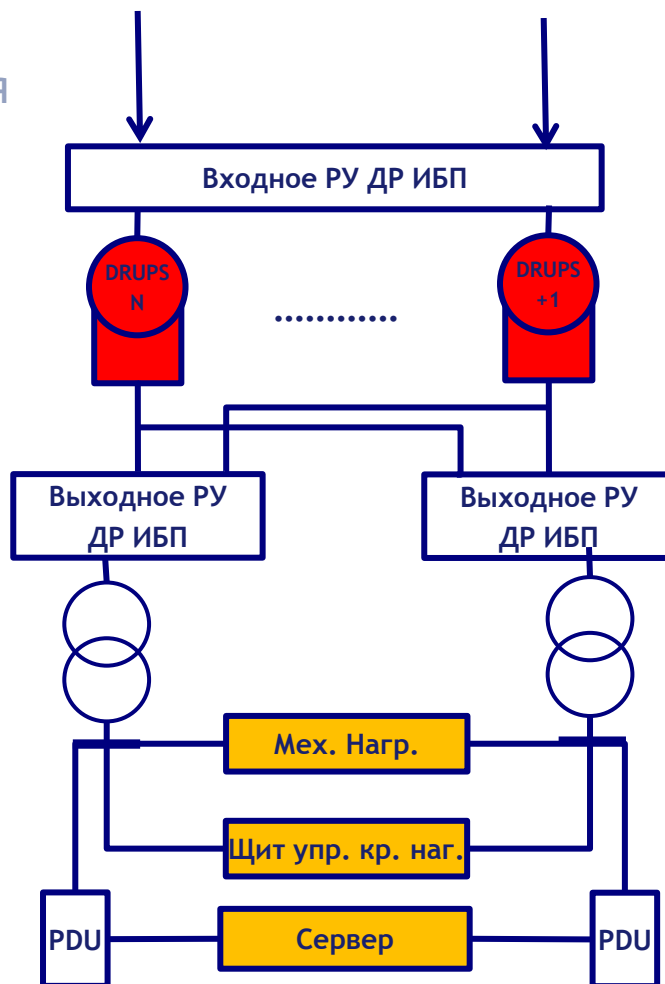 я
Входное РУ ДР ИБП
DRUPS
N
............
DRUPS
+1
Выходное РУ
ДР ИБП
Выходное РУ
ДР ИБП
Мех. Нагр.
Щит упр. кр. наг.
PDU
Сервер
PDU